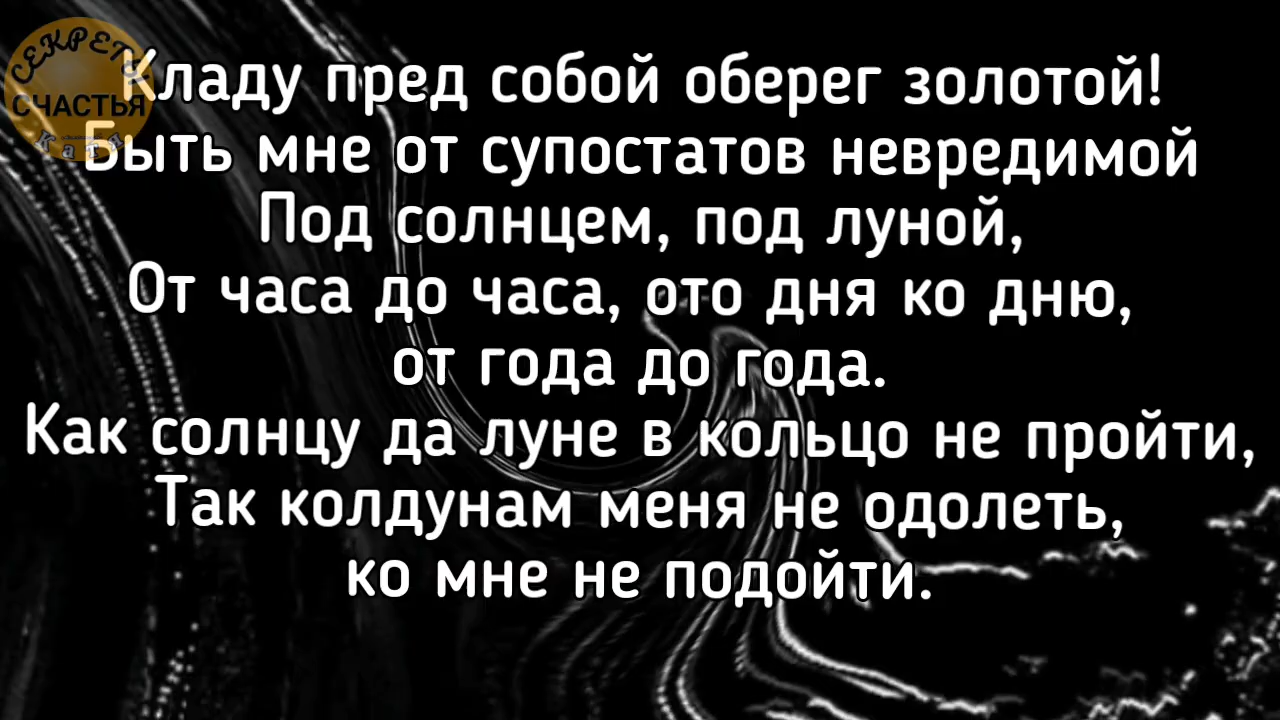 СЕКРЕТЫ
СЧАСТЬЯ
Катя
Кладу пред собой оберег золотой!
Быть мне от супостатов невредимой
Под солнцем, под луной,
От часа до часа, ото дня ко дню,
от года до года.
Как солнцу да луне в кольцо не пройти,
Так колдунам меня не одолеть,
ко мне не подойти.